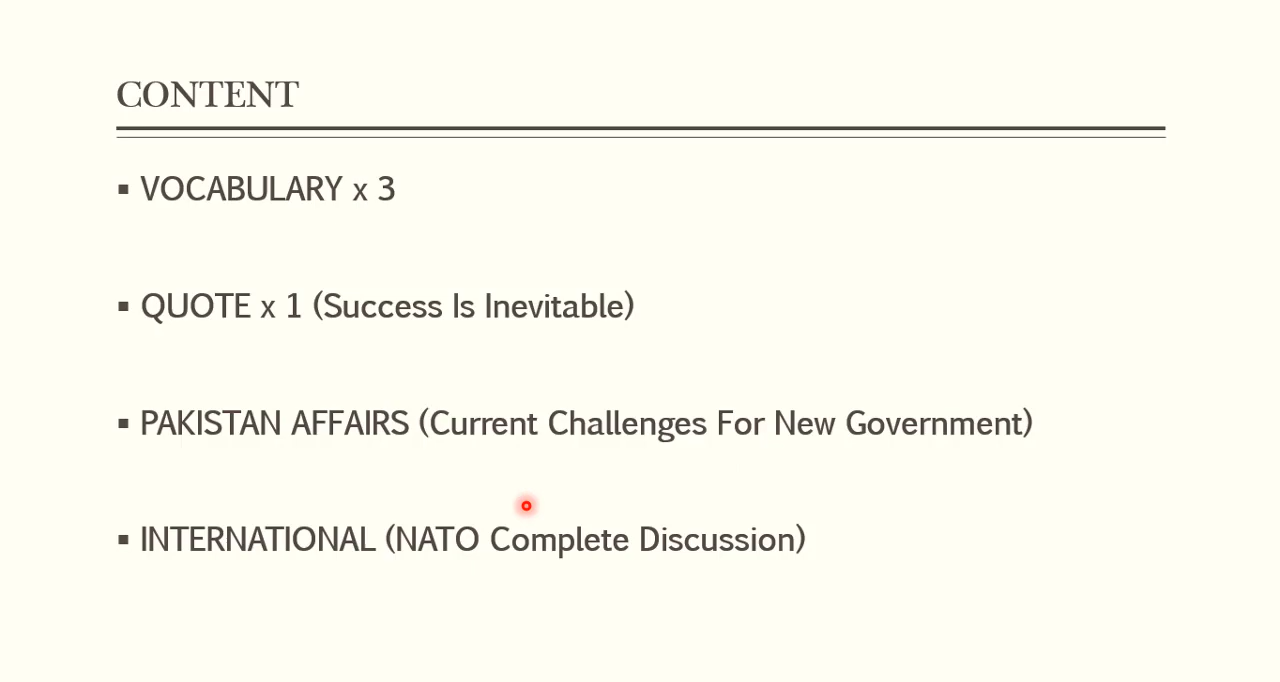 CONTENT
▪ VOCABULARY x 3
▪ QUOTE x 1 (Success Is Inevitable)
▪ PAKISTAN AFFAIRS (Current Challenges For New Government)
▪ INTERNATIONAL (NATO Complete Discussion)